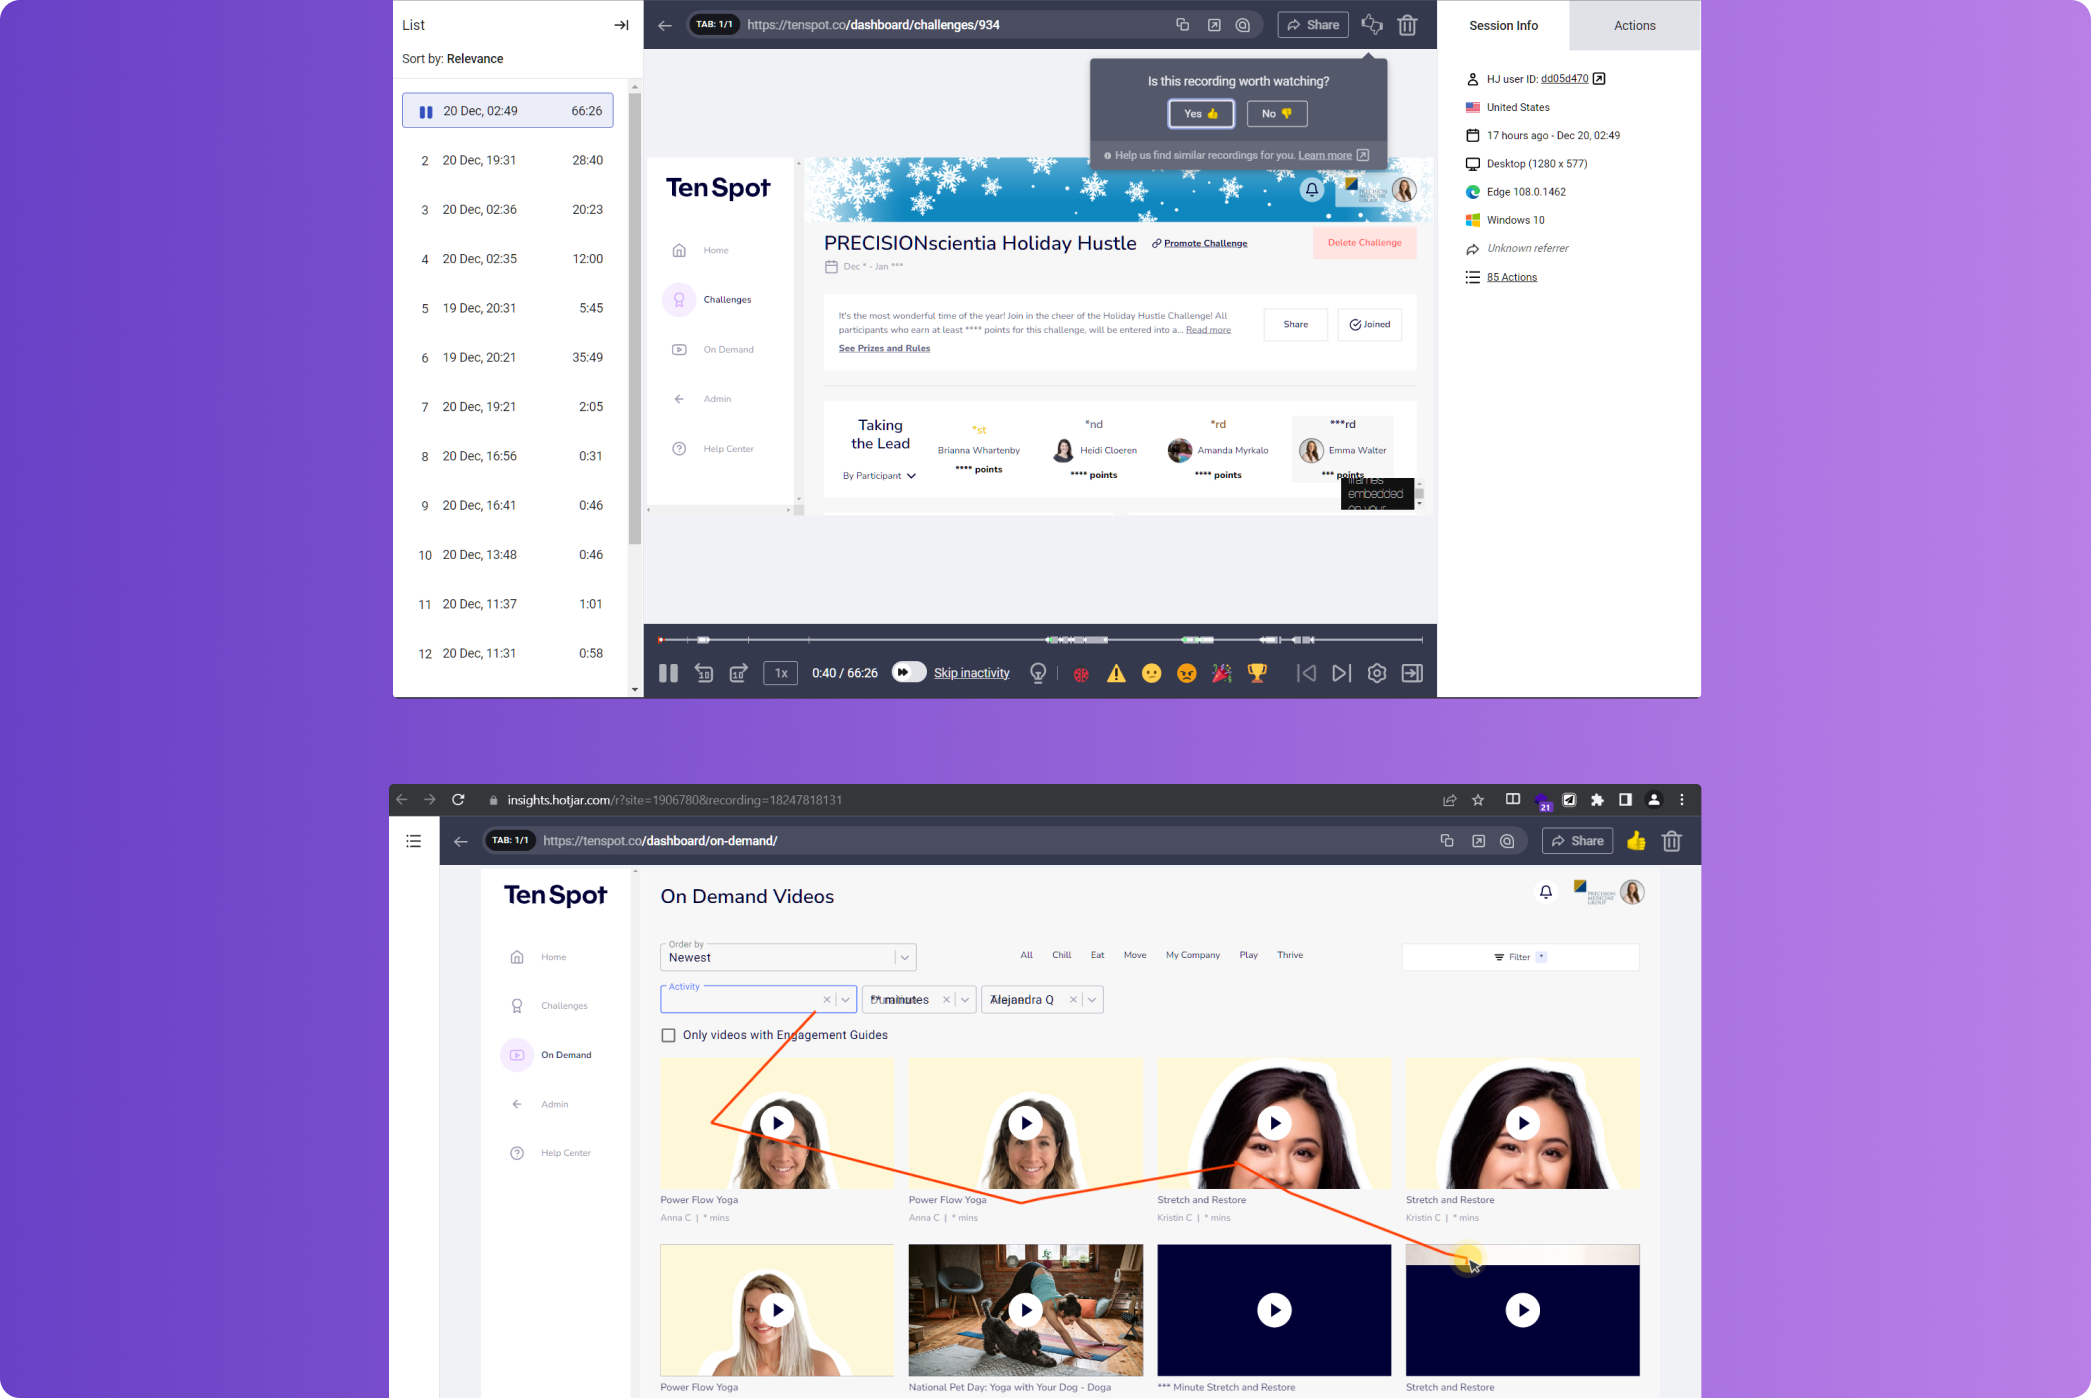 List
Sort by: Relevance
20 Dec, 02:49 66:26
2 20 Dec, 19:31 28:40
3 20 Dec, 02:36 20:23
4 20 Dec, 02:35 12:00
5 19 Dec, 20:31 5:45
6 19 Dec, 20:21 35:49
7 20 Dec, 19:21 2:05
8 20 Dec, 16:56 0:31
9 20 Dec, 16:41 0:46
10 20 Dec, 13:48 0:46
11 20 Dec, 11:37 1:01
12 20 Dec, 11:31 0:58
TAB: 1/1 https://tenspot.co/dashboard/challenges/934 Share
Is this recording worth watching?
Yes No
Help us find similar recordings for you. Learn more
Ten Spot
Home
Challenges
On Demand
Admin
Help Center
PRECISION MEDICINE GROUP
PRECISIONscientia Holiday Hustle Promote Challenge Delete Challenge
Dec * - Jan ***
It's the most wonderful time of the year! Join in the cheer of the Holiday Hustle Challenge! All
participants who earn at least **** points for this challenge, will be entered into a... Read more
See Prizes and Rules
Share Joined
Taking
the Lead
By Participant
*st
Brianna Whartenby
**** points
*nd
Heidi Cloeren
**** points
*rd
Amanda Myrkalo
**** points
***rd
Emma Walter
*** points
iframes
embedded
on your
10 10 1x 0:40 / 66:26 Skip inactivity
Session Info Actions
HJ user ID: dd05d470
United States
17 hours ago - Dec 20, 02:49
Desktop (1280 x 577)
Edge 108.0.1462
Windows 10
Unknown referrer
85 Actions
insights.hotjar.com/r?site=1906780&recording=18247818131
21
TAB: 1/1 https://tenspot.co/dashboard/on-demand/ Share
Ten Spot
Home
Challenges
On Demand
Admin
Help Center
On Demand Videos
PRECISION
MEDICINE
GROUP
Order by
Newest
All Chill Eat Move My Company Play Thrive
Filter *
Activity
** minutes
Alejandra Q
Only videos with Engagement Guides
Power Flow Yoga
Anna C | * mins
Power Flow Yoga
Anna C | * mins
Stretch and Restore
Kristin C | * mins
Stretch and Restore
Kristin C | * mins
Power Flow Yoga
National Pet Day: Yoga with Your Dog - Doga
*** Minute Stretch and Restore
Stretch and Restore